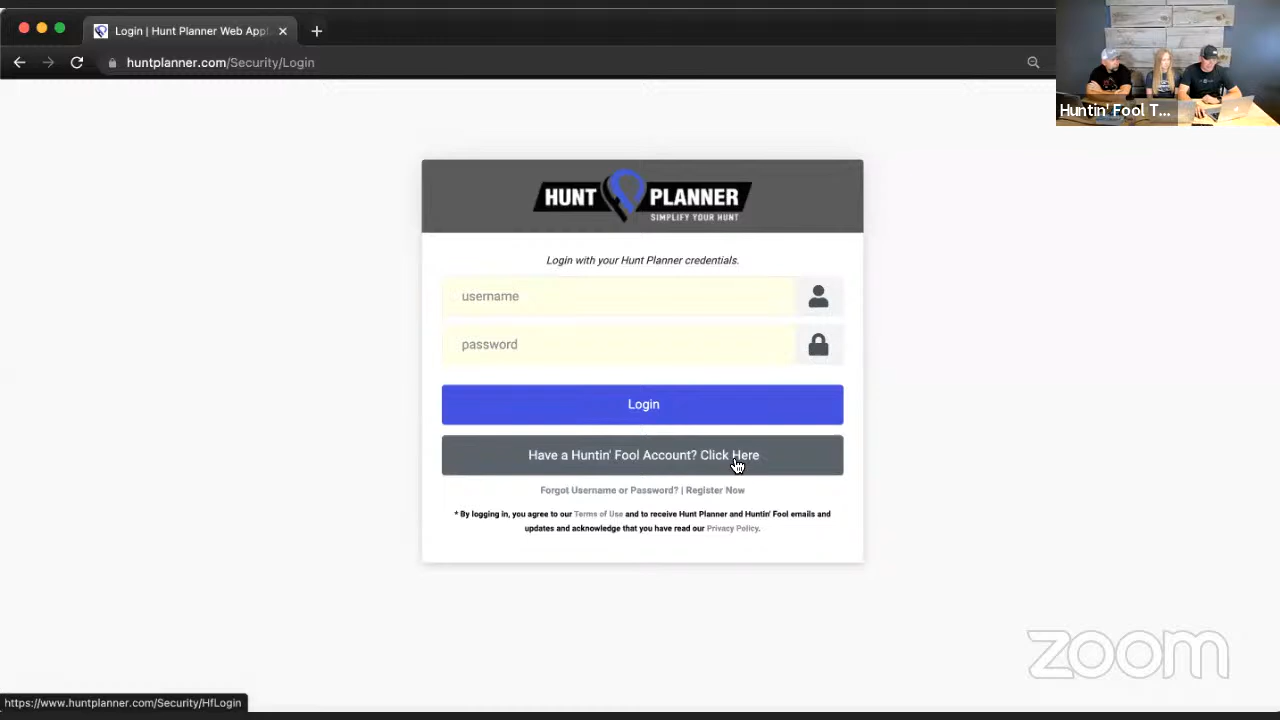 Login | Hunt Planner Web Appl
huntplanner.com/Security/Login
Huntin' Fool T...
HUNT PLANNER
SIMPLIFY YOUR HUNT
Login with your Hunt Planner credentials.
username
password
Login
Have a Huntin' Fool Account? Click Here
Forgot Username or Password? | Register Now
* By logging in, you agree to our Terms of Use and to receive Hunt Planner and Huntin' Fool emails and
updates and acknowledge that you have read our Privacy Policy.
zoom
https://www.huntplanner.com/Security/HfLogin